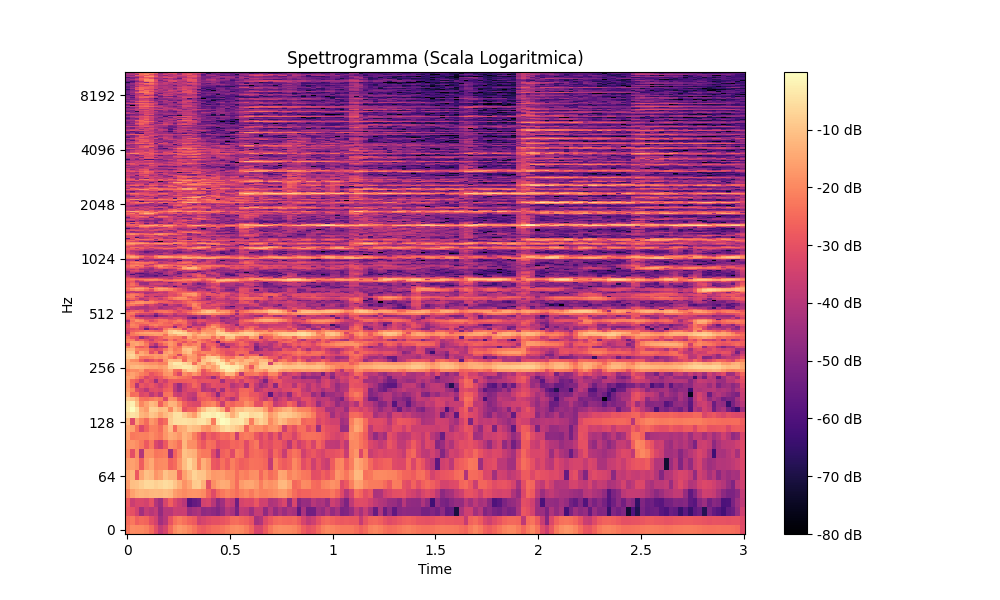 Spettrogramma (Scala Logaritmica)
8192
4096
2048
1024
512
256
128
64
0
Hz
0
0.5
1
1.5
2
2.5
3
Time
-10 dB
-20 dB
-30 dB
-40 dB
-50 dB
-60 dB
-70 dB
-80 dB